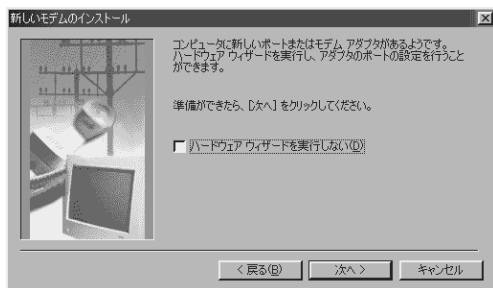 新しいモデムのインストール
コンピュータに新しいポートまたはモデム アダプタがあるようです。
ハードウェア ウィザードを実行し、アダプタのポートの設定を行うこと
ができます。
準備ができたら、[次へ] をクリックしてください。
ハードウェア ウィザードを実行しない(D)
< 戻る(B)
次へ >
キャンセル